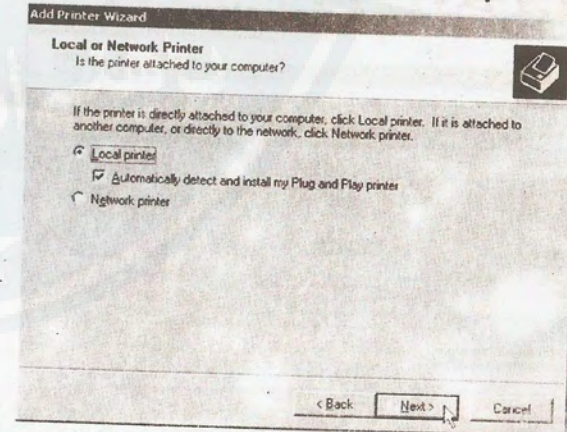 Add Printer Wizard
Local or Network Printer
Is the printer attached to your computer?
If the printer is directly attached to your computer, click Local printer. If it is attached to
another computer, or directly to the network, click Network printer.
Local printer
Automatically detect and install my Plug and Play printer
Network printer
< Back Next > Cancel